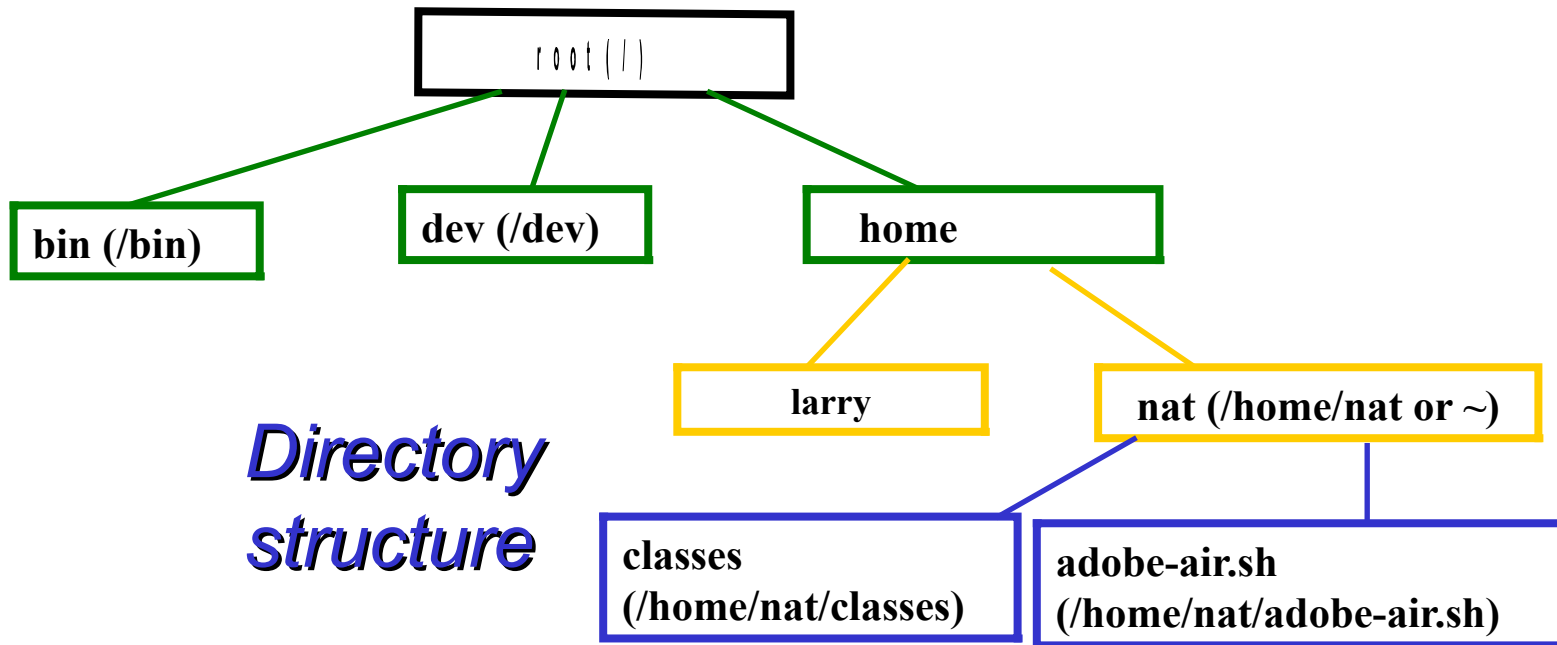 root(/)
bin (/bin)
dev (/dev)
home
larry
nat (/home/nat or ~)
Directory
structure
classes
(/home/nat/classes)
adobe-air.sh
(/home/nat/adobe-air.sh)